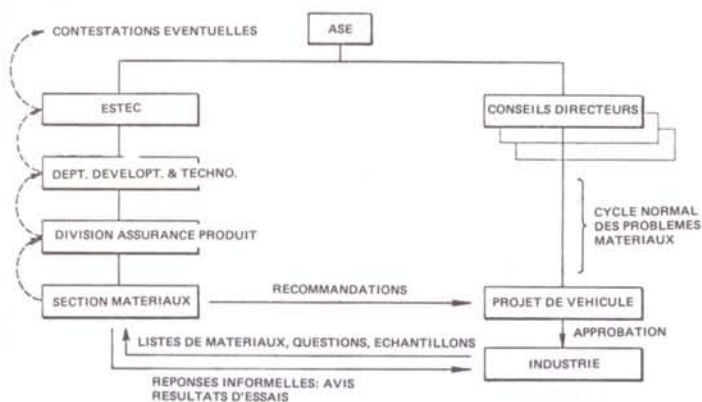 CONTESTATIONS EVENTUELLES
ASE
ESTEC
CONSEILS DIRECTEURS
DEPT. DEVELOPT. & TECHNO.
CYCLE NORMAL
DES PROBLEMES
MATERIAUX
DIVISION ASSURANCE PRODUIT
SECTION MATERIAUX
RECOMMANDATIONS
PROJET DE VEHICULE
APPROBATION
LISTES DE MATERIAUX, QUESTIONS, ECHANTILLONS
INDUSTRIE
REPONSES INFORMELLES: AVIS
RESULTATS D'ESSAIS